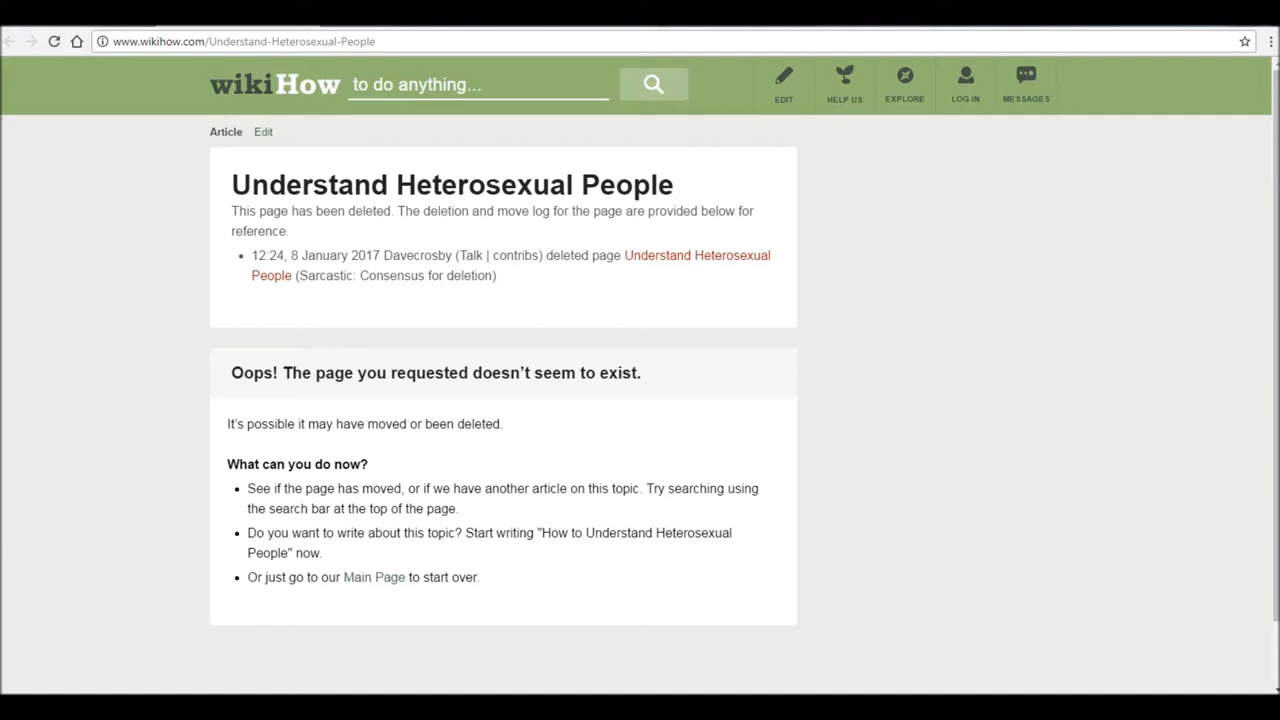 www.wikihow.com/Understand-Heterosexual-People
wikiHow to do anything...
EDIT
HELP US
EXPLORE
LOG IN
MESSAGES
Article Edit
Understand Heterosexual People
This page has been deleted. The deletion and move log for the page are provided below for
reference.
• 12:24, 8 January 2017 Davecrosby (Talk | contribs) deleted page Understand Heterosexual
People (Sarcastic: Consensus for deletion)
Oops! The page you requested doesn’t seem to exist.
It's possible it may have moved or been deleted.
What can you do now?
• See if the page has moved, or if we have another article on this topic. Try searching using
the search bar at the top of the page.
• Do you want to write about this topic? Start writing "How to Understand Heterosexual
People" now.
• Or just go to our Main Page to start over.